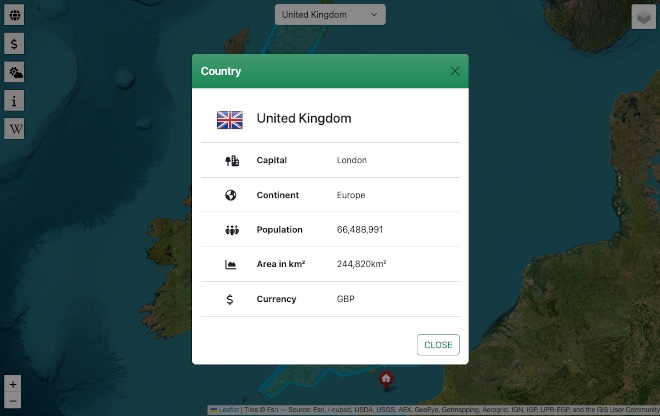 United Kingdom
$
i
W
Country
United Kingdom
Capital London
Continent Europe
Population 66,488,991
Area in km² 244,820km²
$ Currency GBP
CLOSE
+
−
Leaflet | Tiles © Esri — Source: Esri, i-cubed, USDA, USGS, AEX, GeoEye, Getmapping, Aerogrid, IGN, IGP, UPR-EGP, and the GIS User Community